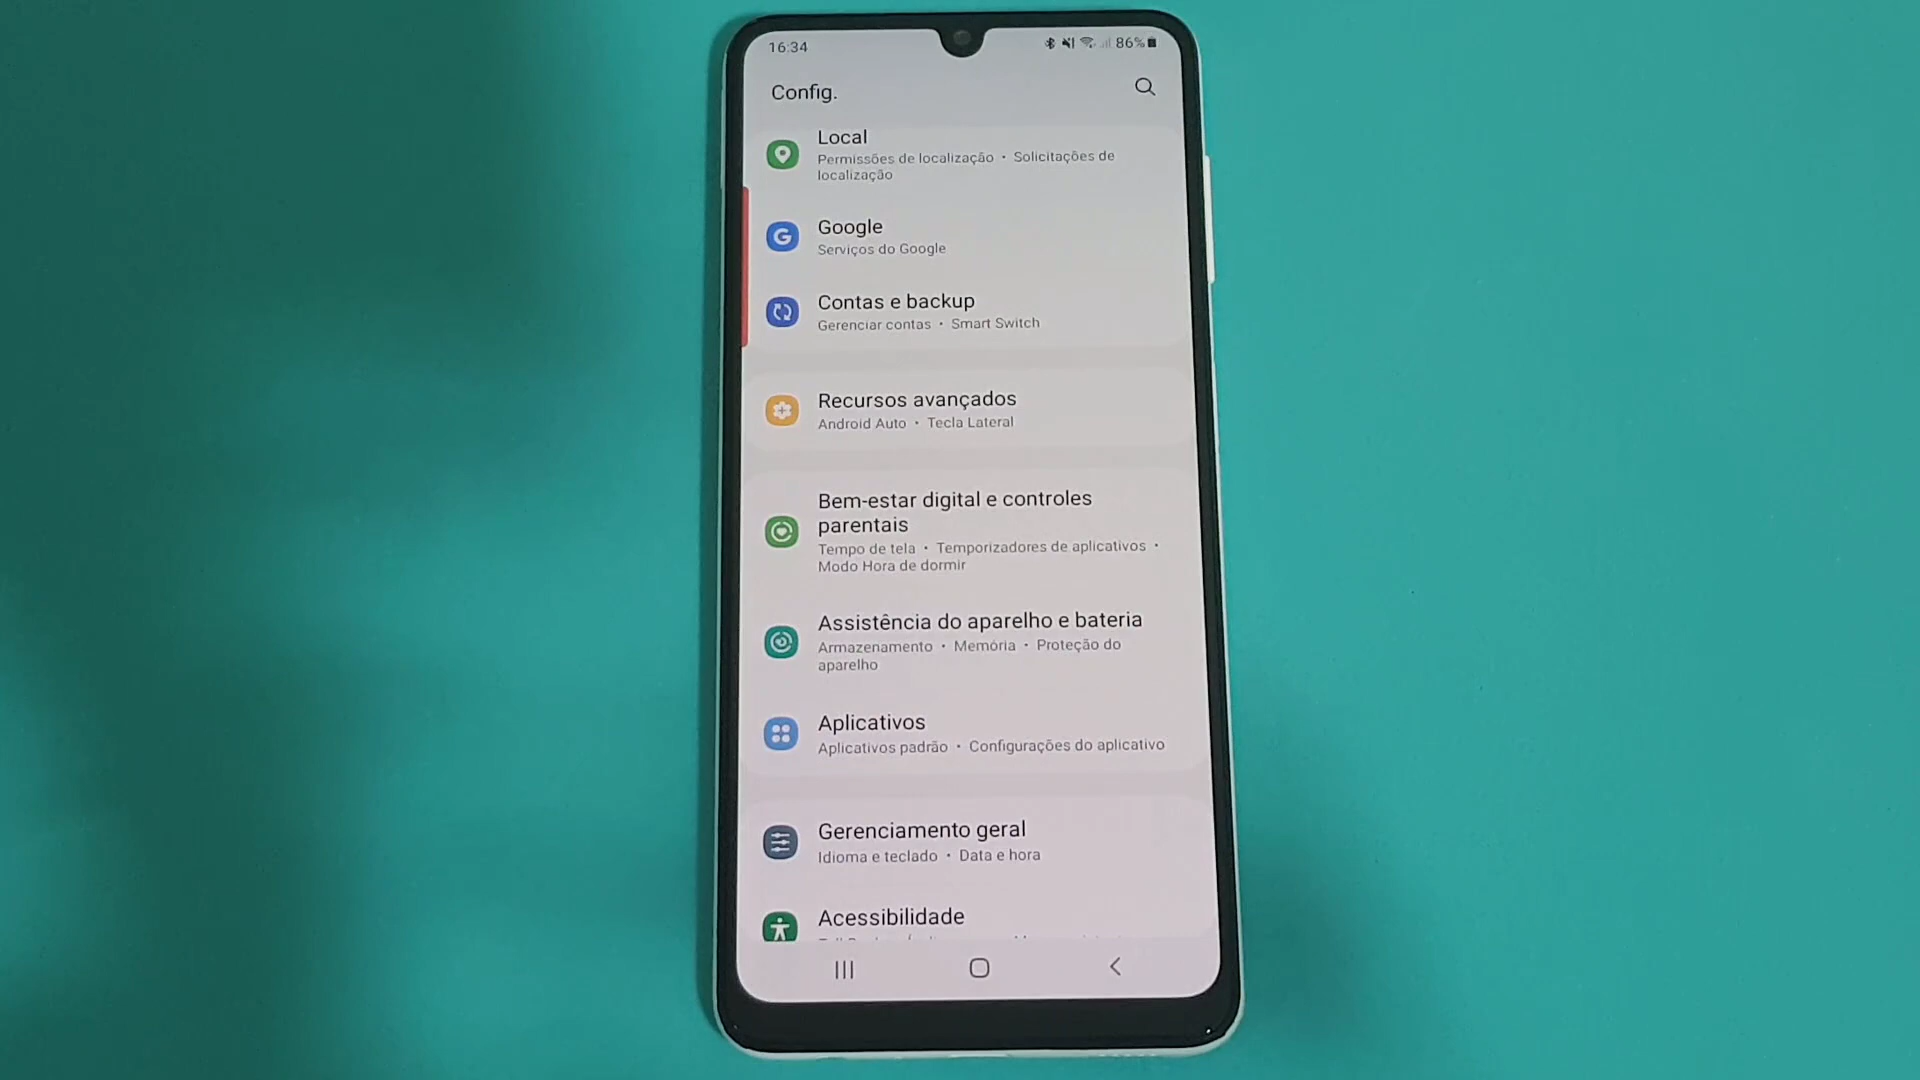 16:34
86%
Config.
Local
Permissões de localização • Solicitações de
localização
Google
Serviços do Google
Contas e backup
Gerenciar contas • Smart Switch
Recursos avançados
Android Auto • Tecla Lateral
Bem-estar digital e controles
parentais
Tempo de tela • Temporizadores de aplicativos •
Modo Hora de dormir
Assistência do aparelho e bateria
Armazenamento • Memória • Proteção do
aparelho
Aplicativos
Aplicativos padrão • Configurações do aplicativo
Gerenciamento geral
Idioma e teclado • Data e hora
Acessibilidade